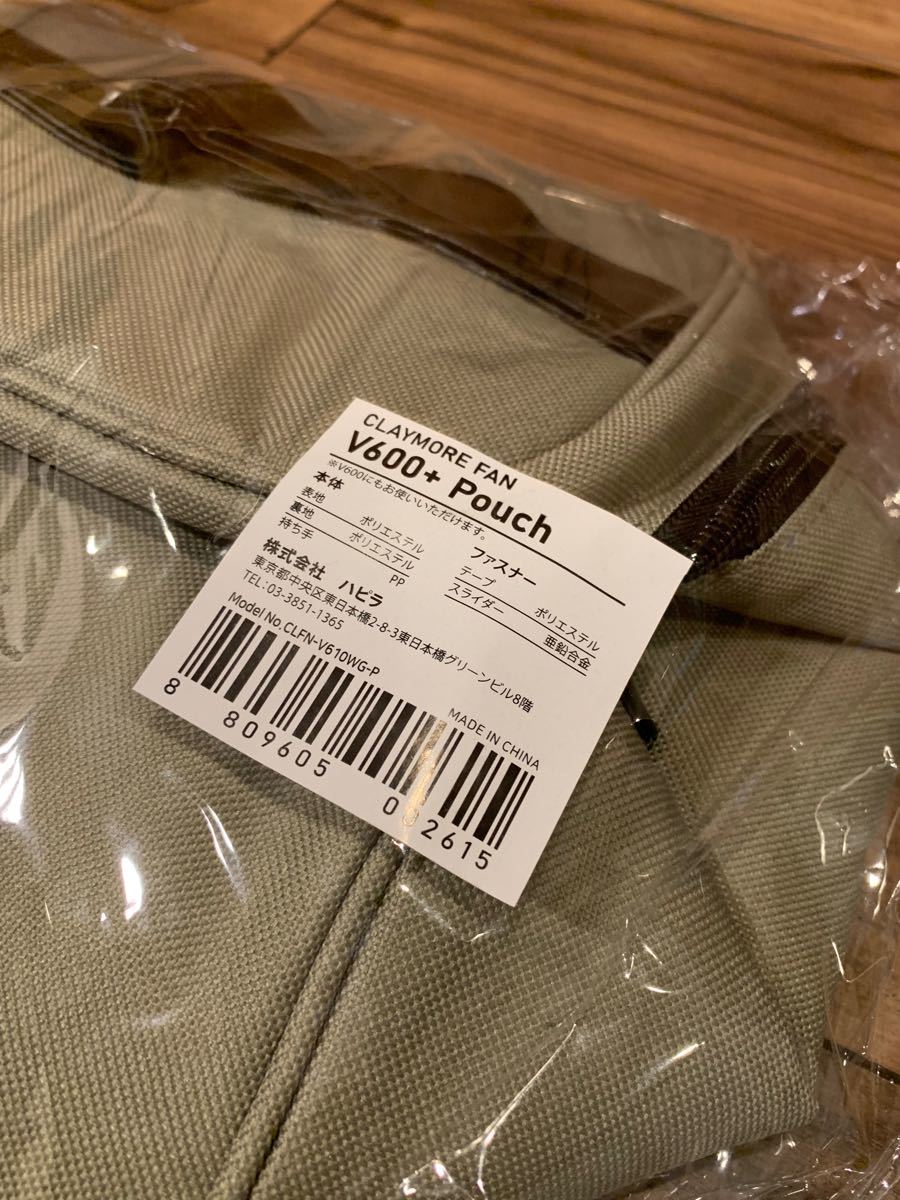 CLAYMORE FAN
V600+ Pouch
※V600にもお使いいただけます。
本体
表地 ポリエステル
裏地 ポリエステル
持ち手 PP
ファスナー
テープ ポリエステル
スライダー 亜鉛合金
株式会社 ハピラ
東京都中央区東日本橋2-8-3東日本橋グリーンビル8階
TEL:03-3851-1365
Model No.CLFN-V610WG-P
MADE IN CHINA
8 809605 002615